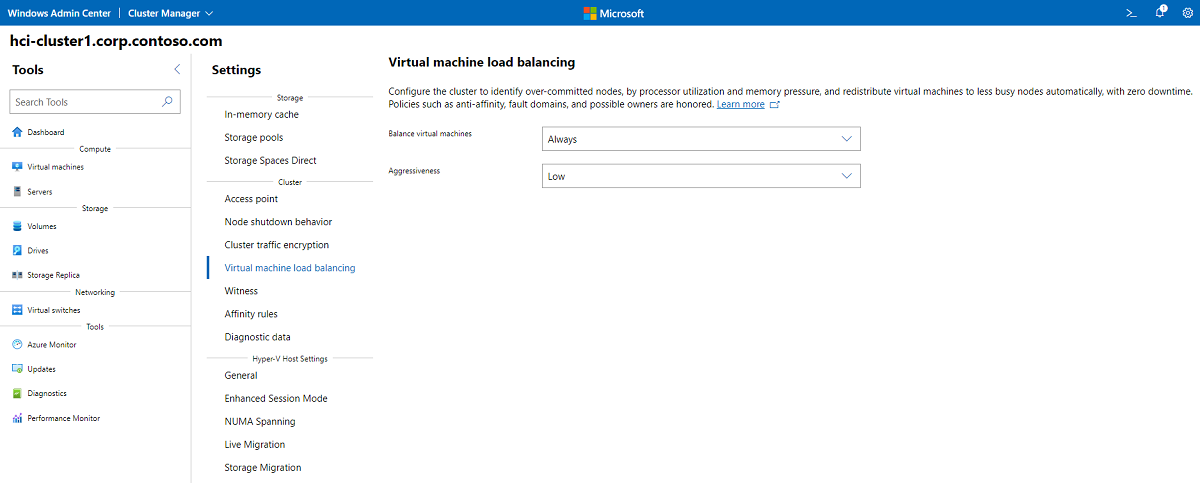 Windows Admin Center
Cluster Manager
Microsoft
1
hci-cluster1.corp.contoso.com
Tools
Search Tools
Dashboard
Compute
Virtual machines
Servers
Storage
Volumes
Drives
Storage Replica
Networking
Virtual switches
Tools
Azure Monitor
Updates
Diagnostics
Performance Monitor
Settings
Storage
In-memory cache
Storage pools
Storage Spaces Direct
Cluster
Access point
Node shutdown behavior
Cluster traffic encryption
Virtual machine load balancing
Witness
Affinity rules
Diagnostic data
Hyper-V Host Settings
General
Enhanced Session Mode
NUMA Spanning
Live Migration
Storage Migration
Virtual machine load balancing
Configure the cluster to identify over-committed nodes, by processor utilization and memory pressure, and redistribute virtual machines to less busy nodes automatically, with zero downtime.
Policies such as anti-affinity, fault domains, and possible owners are honored. Learn more
Balance virtual machines
Always
Aggressiveness
Low